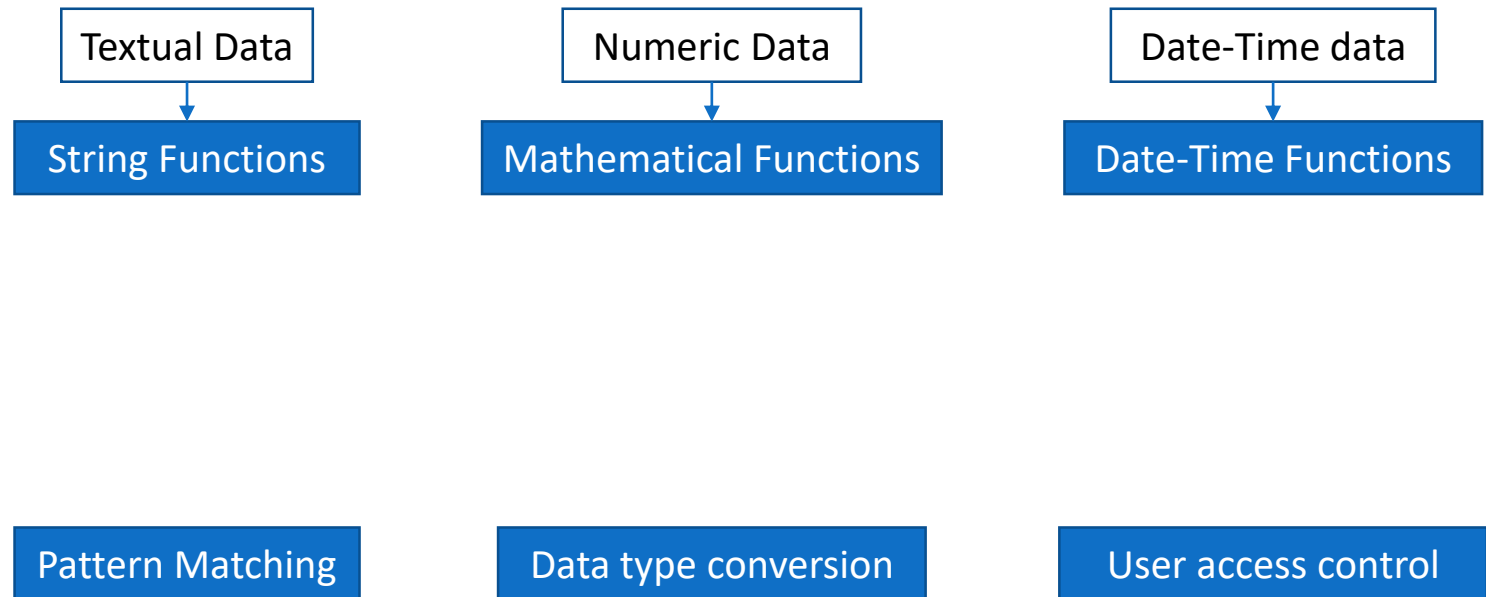 Textual Data
Numeric Data
Date-Time data
String Functions
Mathematical Functions
Date-Time Functions
Pattern Matching
Data type conversion
User access control